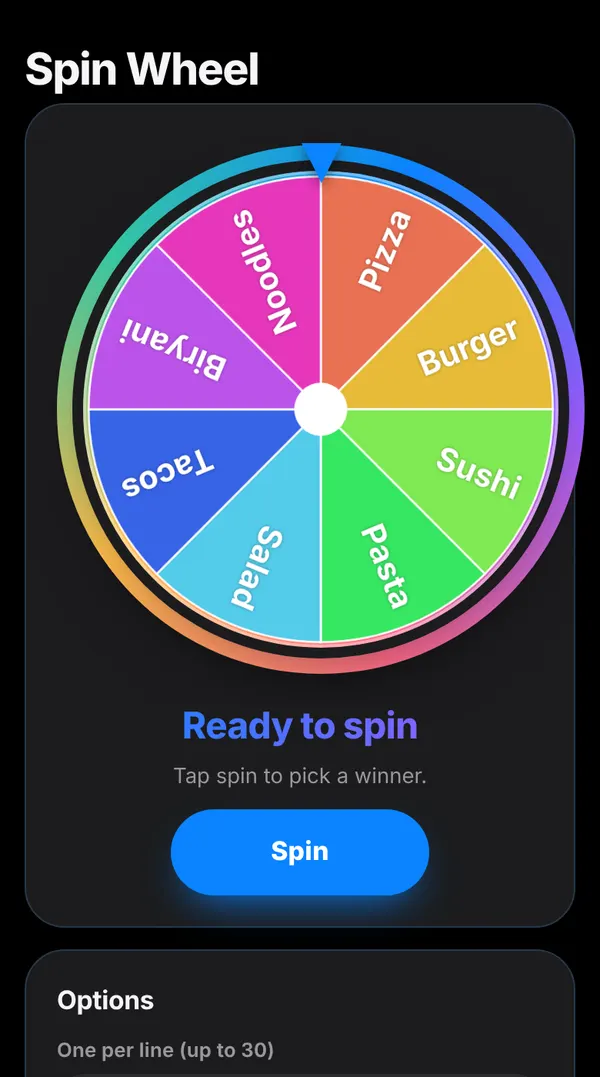 Spin Wheel
Noodles
Pizza
Biryani
Burger
Tacos
Sushi
Salad
Pasta
Ready to spin
Tap spin to pick a winner.
Spin
Options
One per line (up to 30)